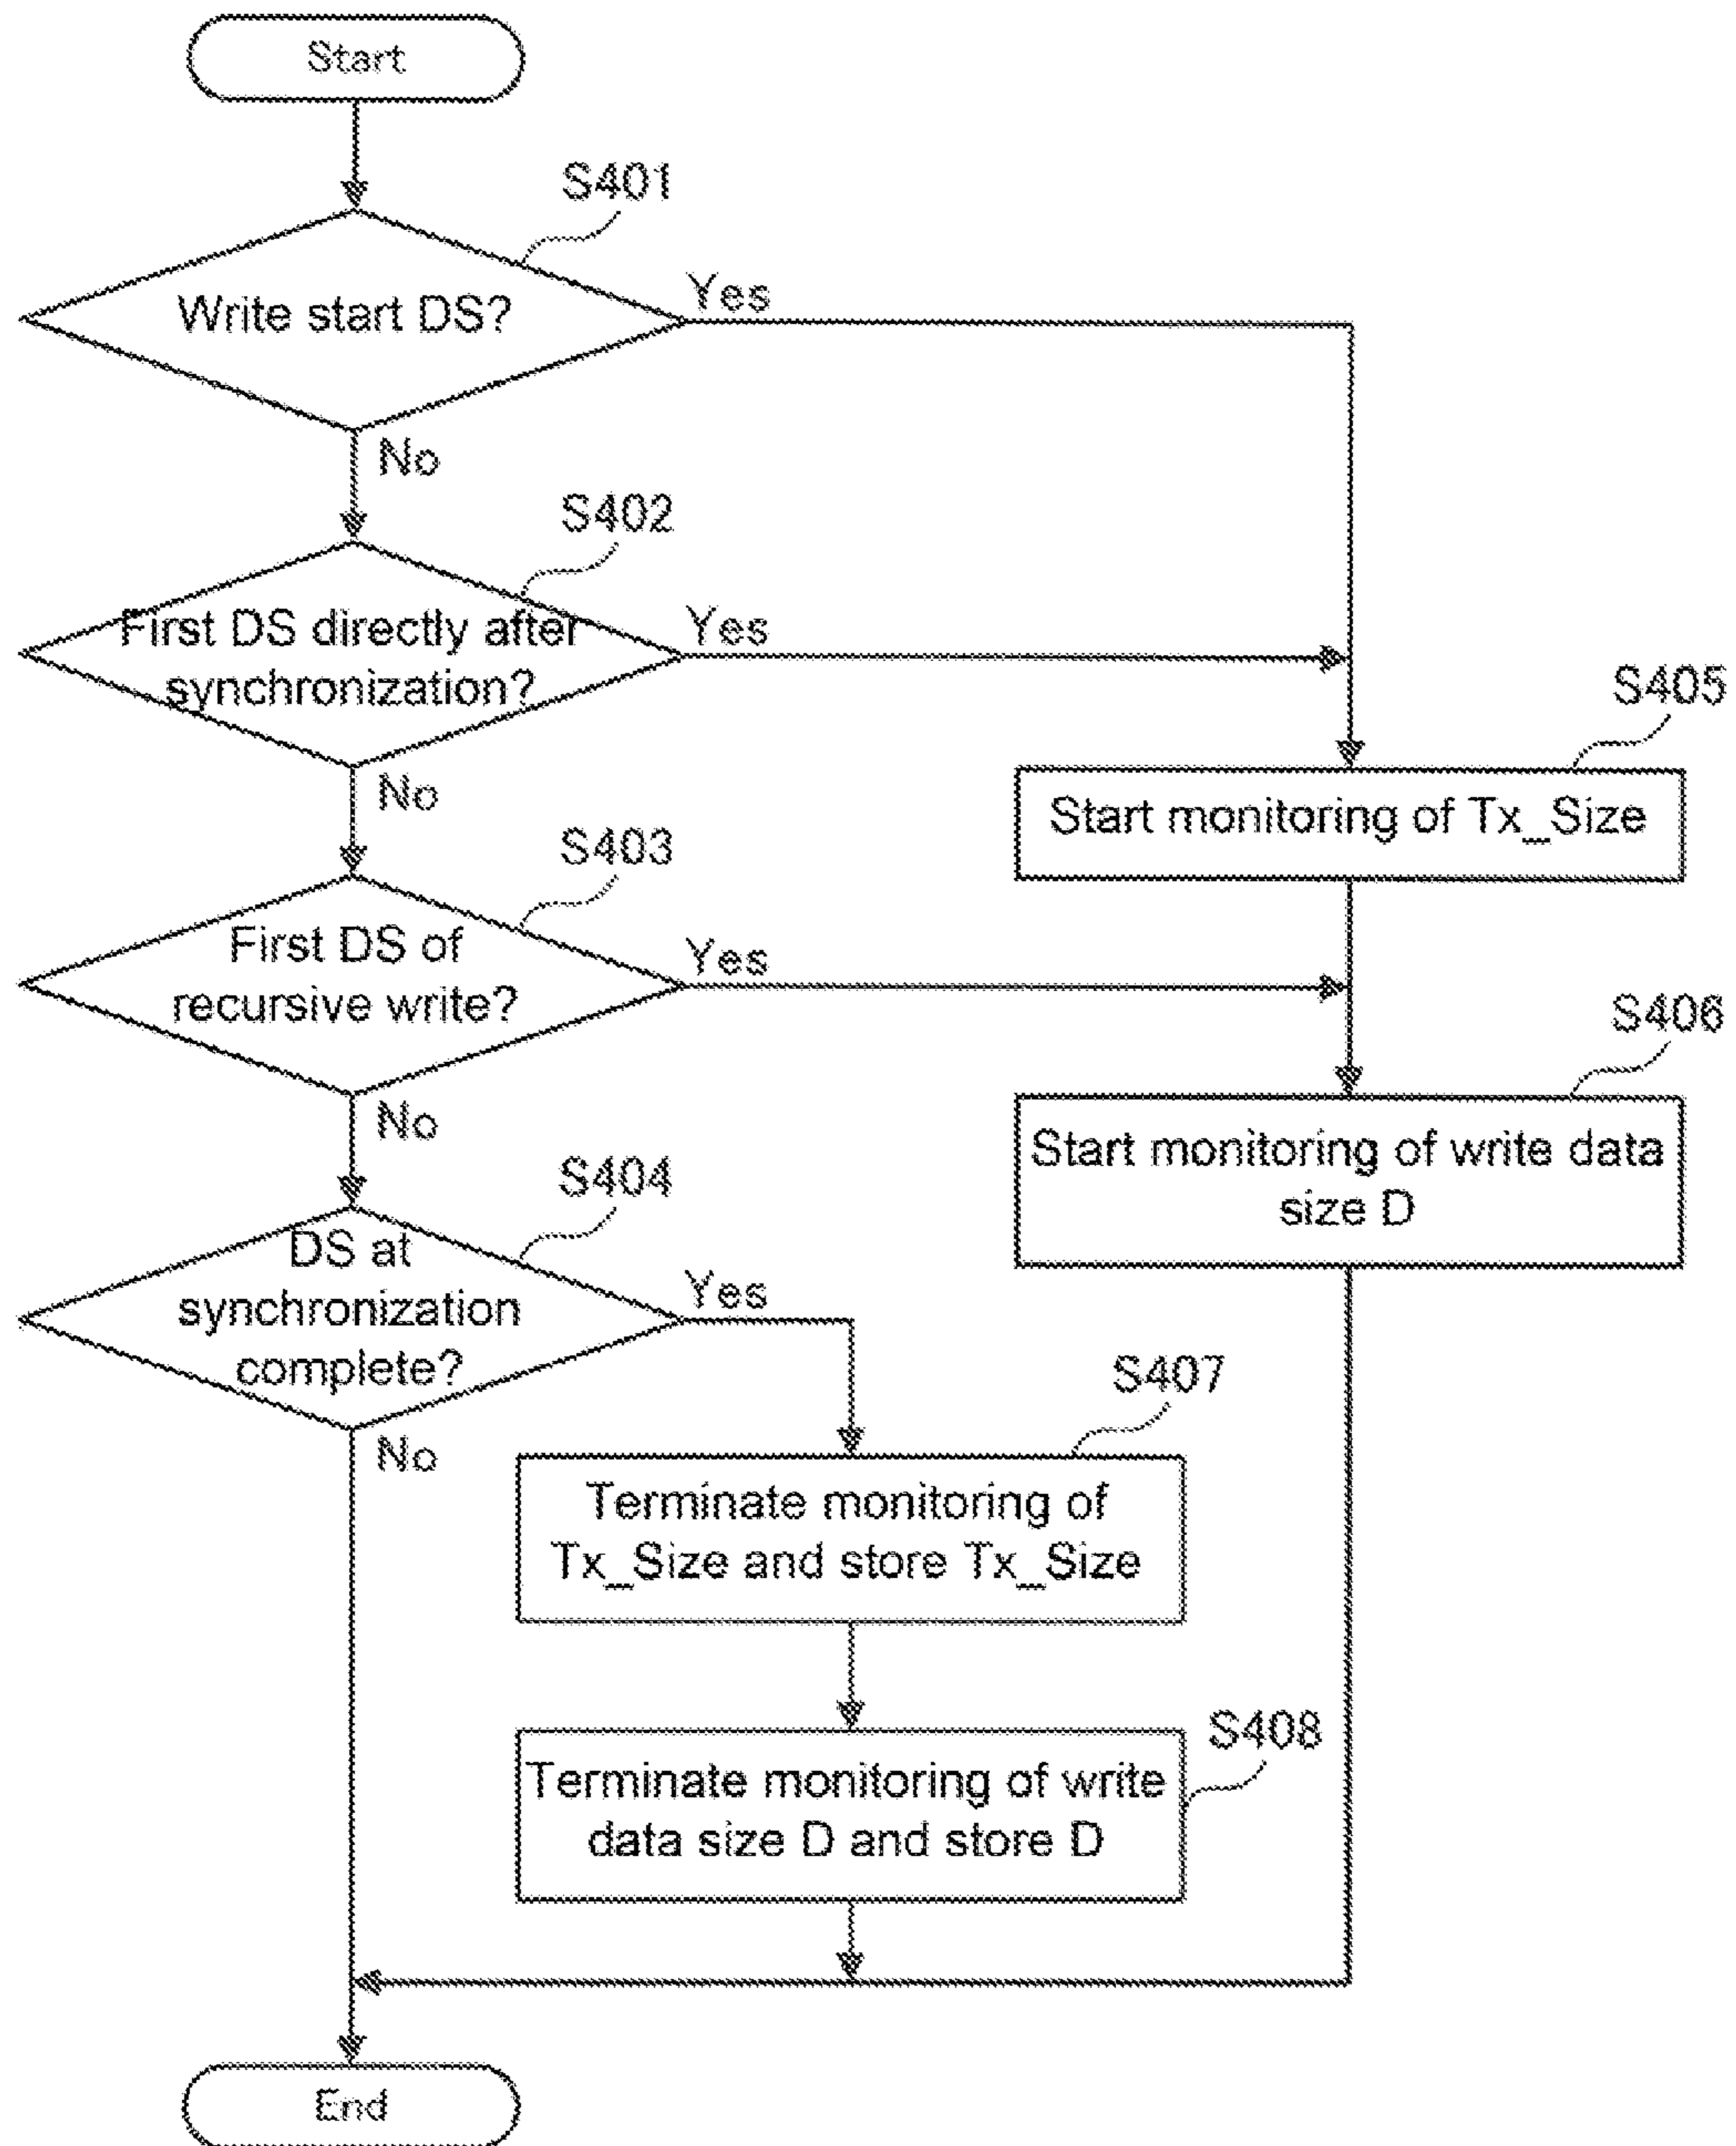 Start
S401
Write start DS?
Yes
No
S402
First DS directly after
synchronization?
Yes
No
S405
Start monitoring of Tx_Size
S403
First DS of
recursive write?
Yes
No
S406
Start monitoring of write data
size D
S404
DS at
synchronization
complete?
Yes
No
S407
Terminate monitoring of
Tx_Size and store Tx_Size
S408
Terminate monitoring of write
data size D and store D
End